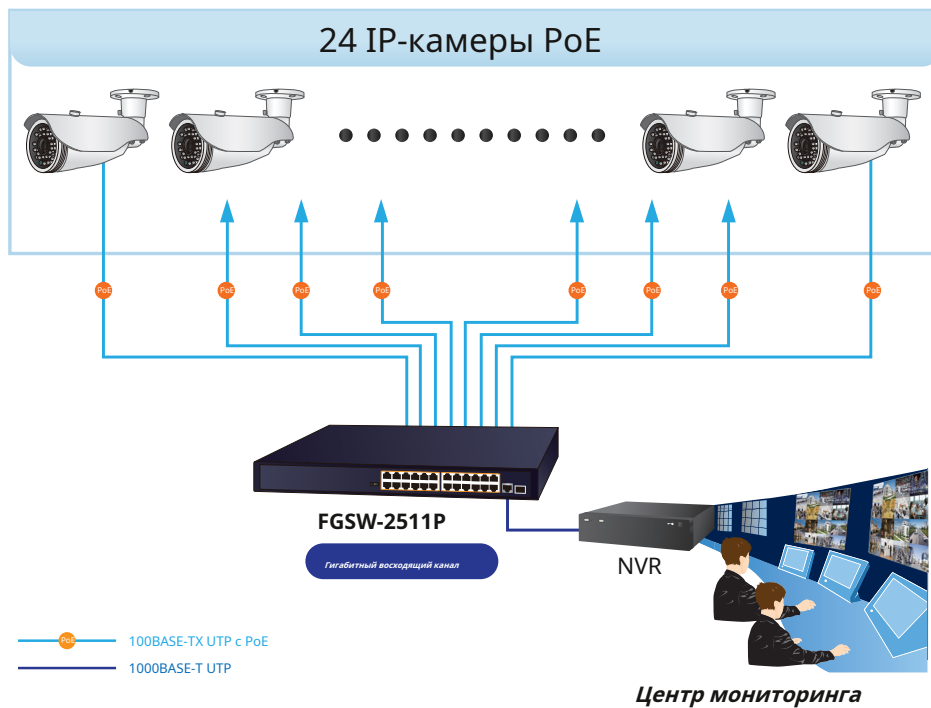 24 IP-камеры PoE
PoE PoE PoE PoE PoE PoE PoE PoE
FGSW-2511P
Гигабитный восходящий канал
NVR
PoE 100BASE-TX UTP с PoE
1000BASE-T UTP
Центр мониторинга